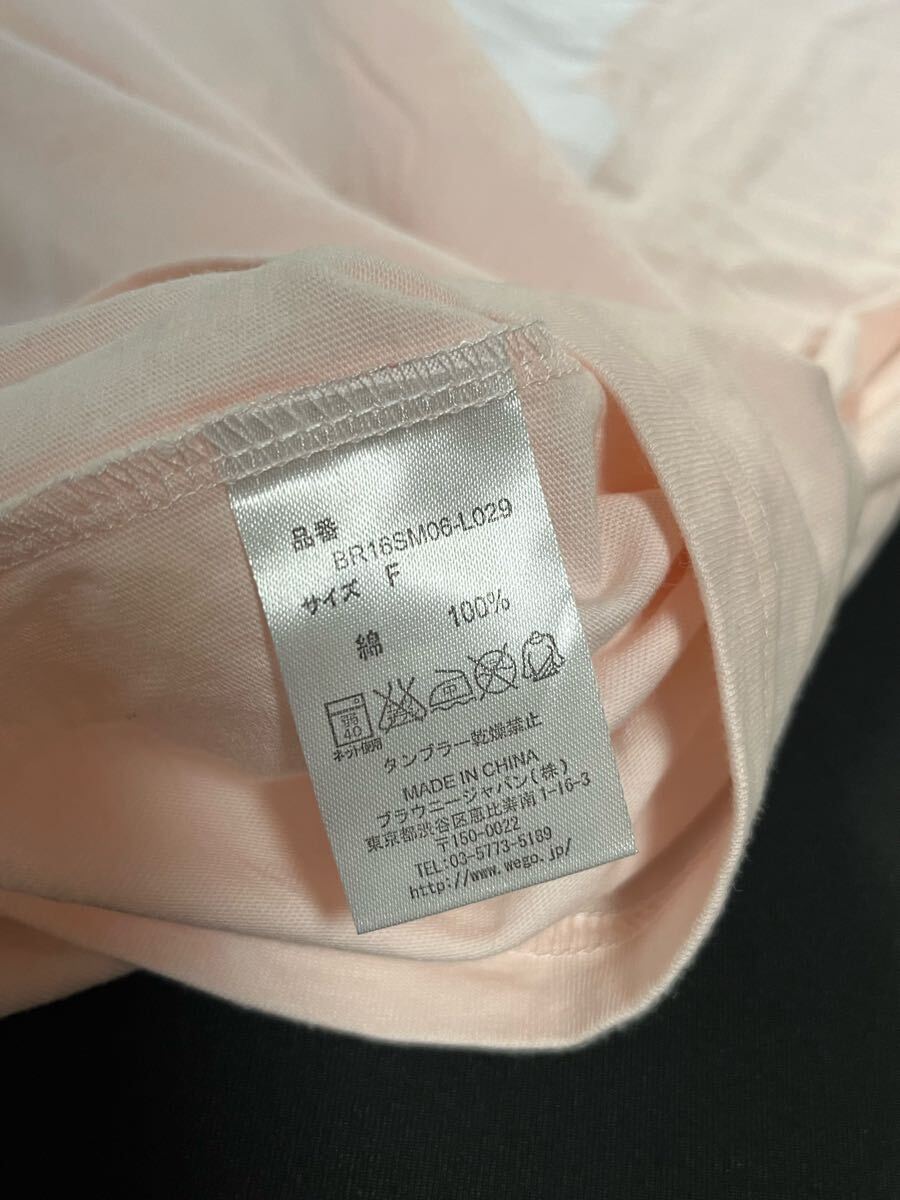 品番
BR16SM06-L029
サイズ F
綿 100%
弱
40
ネット使用
タンブラー乾燥禁止
MADE IN CHINA
ブラウニージャパン(株)
東京都渋谷区恵比寿南1-16-3
〒150-0022
TEL:03-5773-5189
http://www.wego.jp/